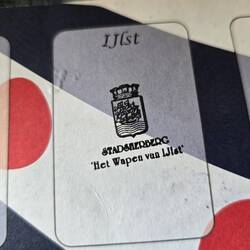 IJlst
STADSHERBERG
'Het Wapen van IJlst'